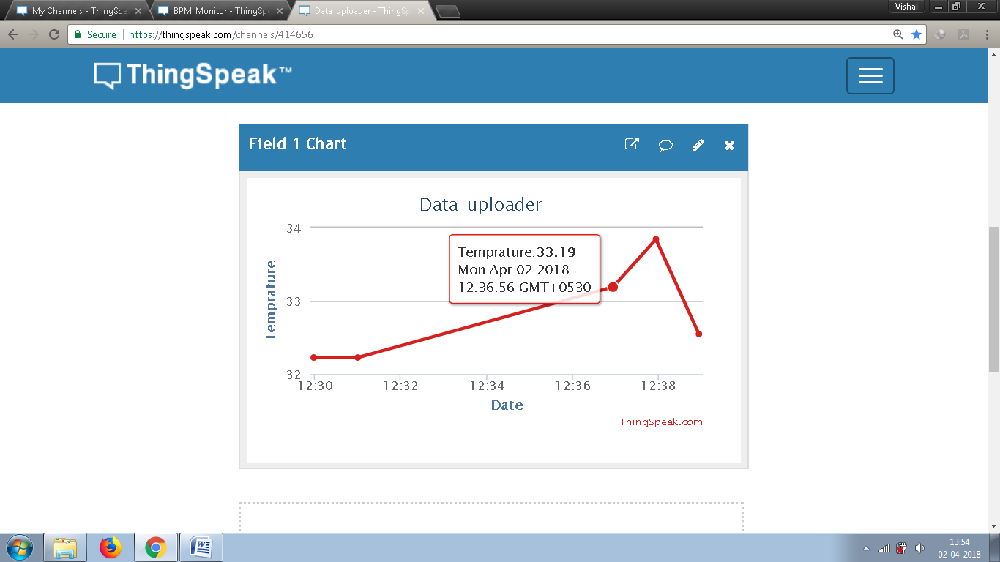 My Channels - ThingSpe
BPM_Monitor - ThingSp
Data_uploader - ThingSp
Vishal
Secure
https://thingspeak.com/channels/414656
ThingSpeak™
Field 1 Chart
Data_uploader
34
33
32
Temprature
Temprature:33.19
Mon Apr 02 2018
12:36:56 GMT+0530
12:30 12:32 12:34 12:36 12:38
Date
ThingSpeak.com
13:54
02-04-2018